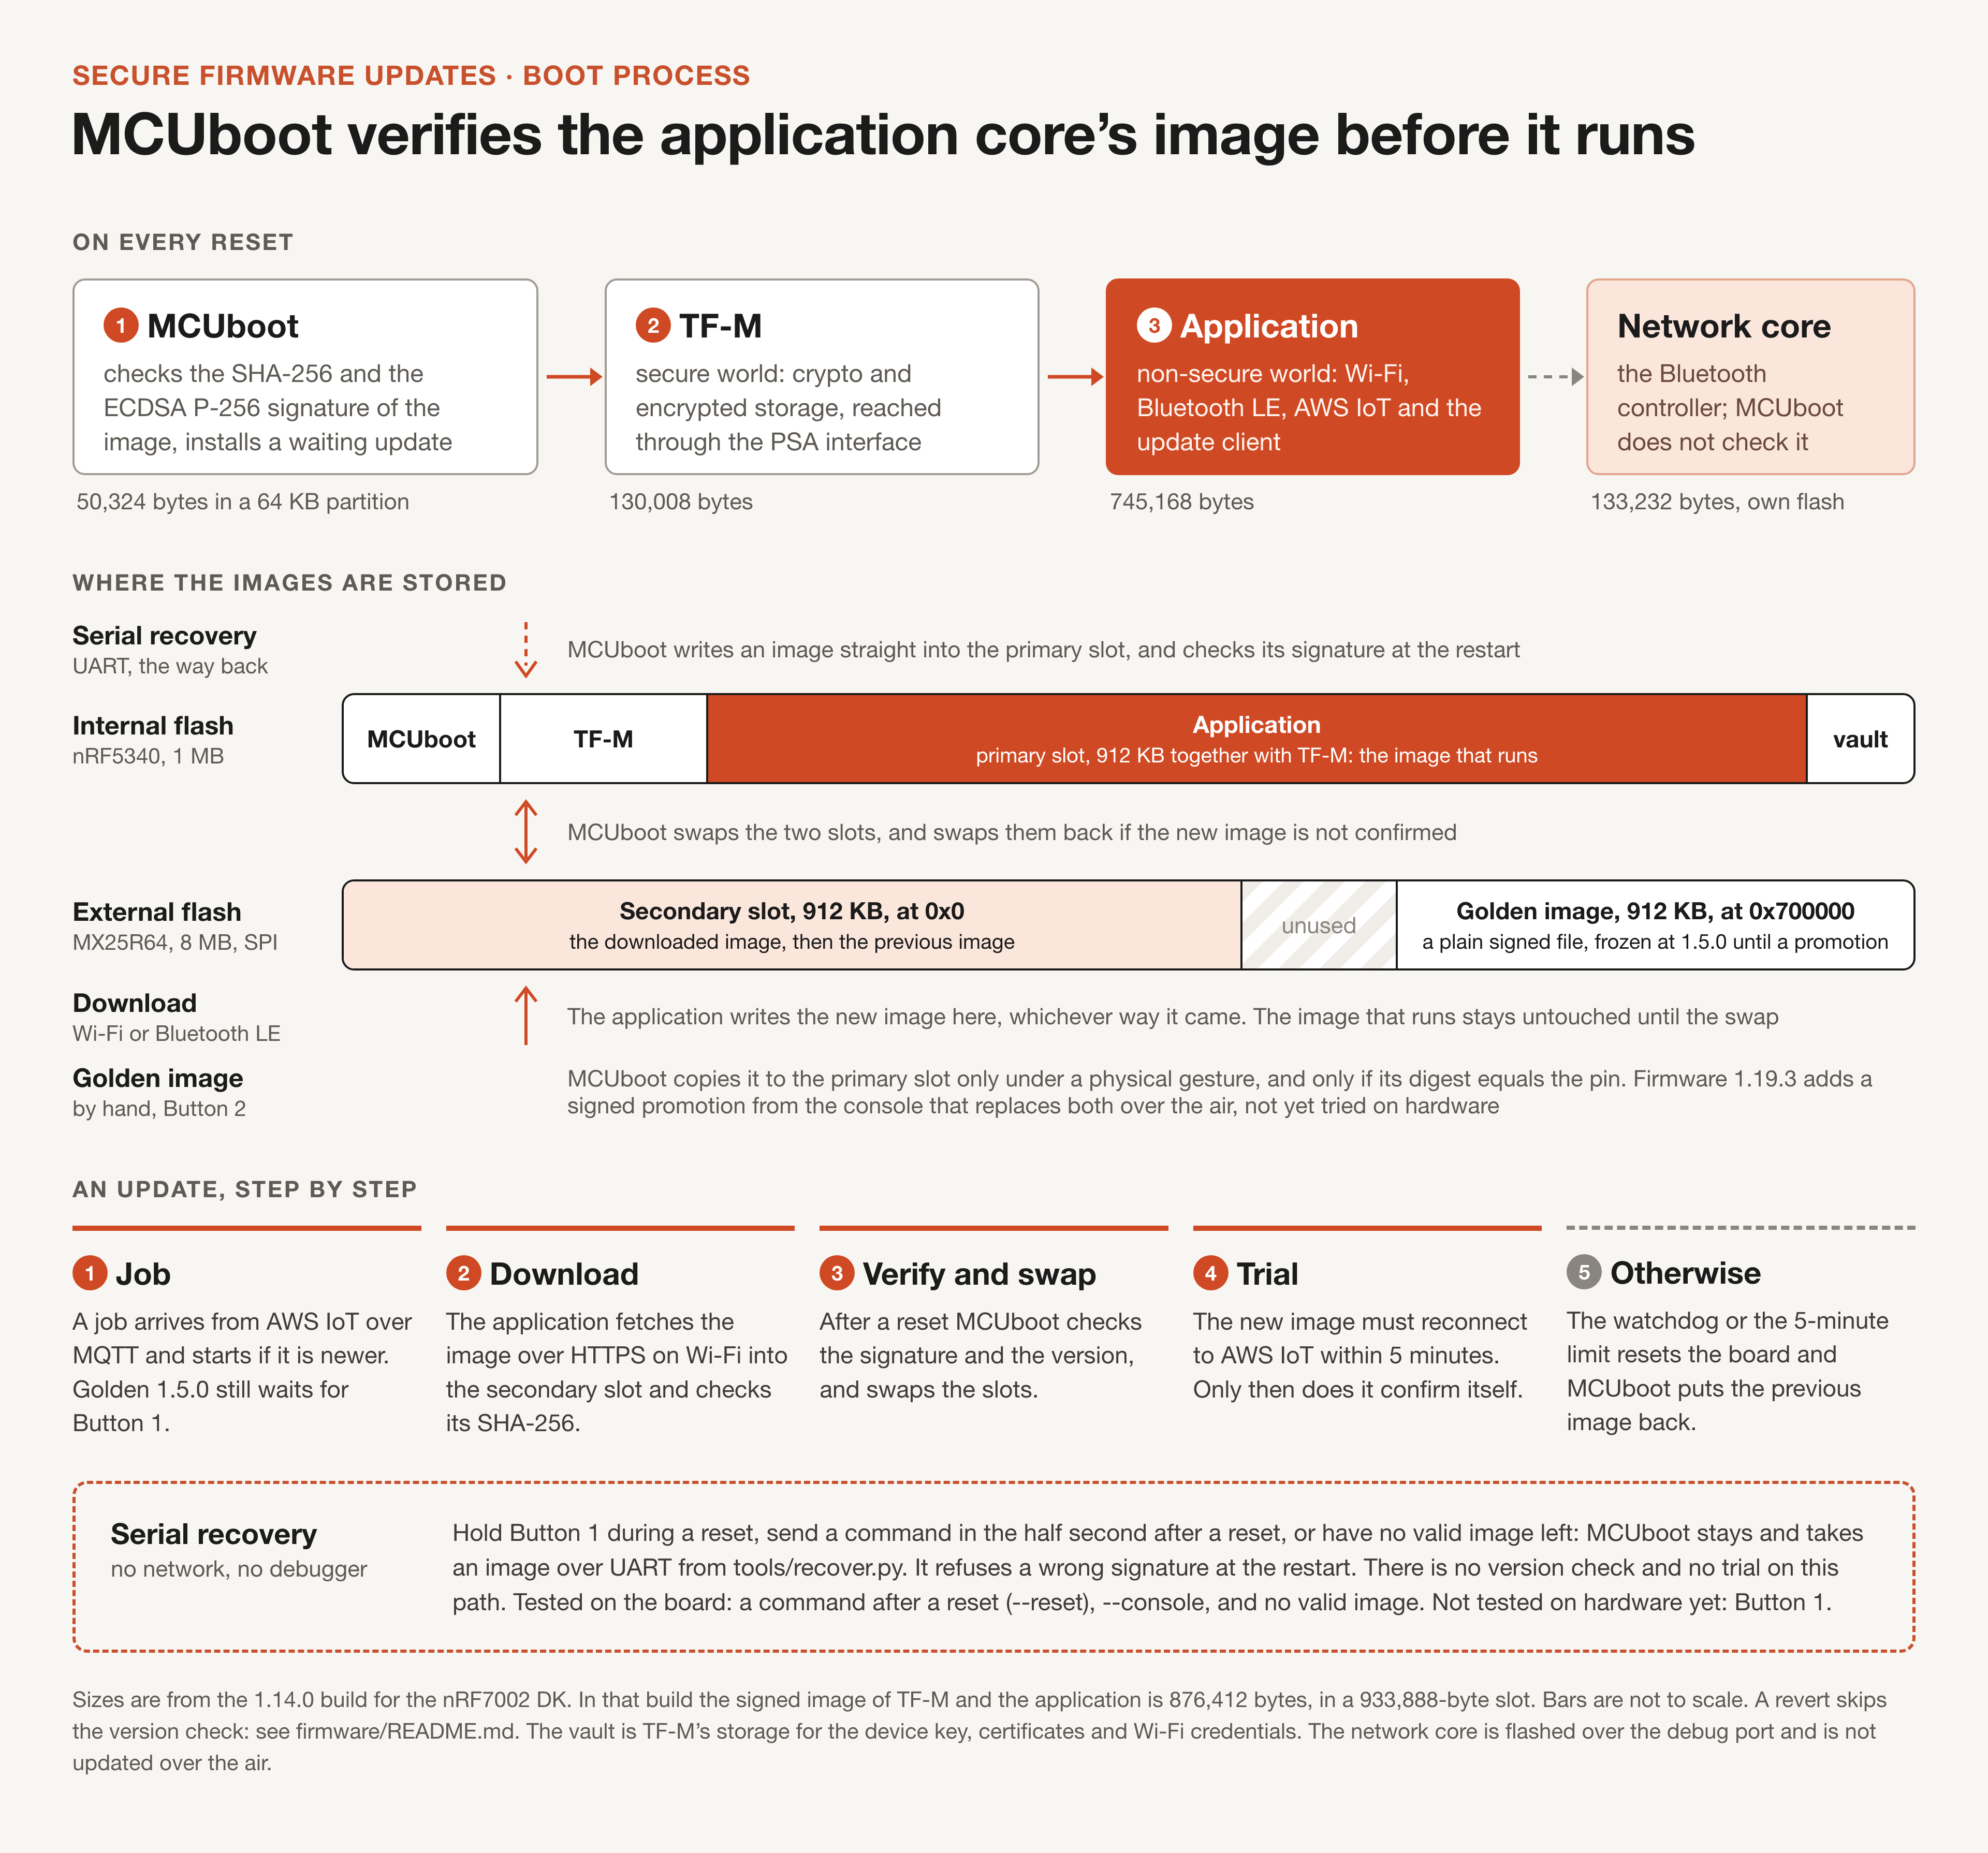 SECURE FIRMWARE UPDATES · BOOT PROCESS
MCUboot verifies the application core’s image before it runs
ON EVERY RESET
1 MCUboot
checks the SHA-256 and the
ECDSA P-256 signature of the
image, installs a waiting update
50,324 bytes in a 64 KB partition
2 TF-M
secure world: crypto and
encrypted storage, reached
through the PSA interface
130,008 bytes
3 Application
non-secure world: Wi-Fi,
Bluetooth LE, AWS IoT and the
update client
745,168 bytes
Network core
the Bluetooth
controller; MCUboot
does not check it
133,232 bytes, own flash
WHERE THE IMAGES ARE STORED
Serial recovery
UART, the way back
MCUboot writes an image straight into the primary slot, and checks its signature at the restart
Internal flash
nRF5340, 1 MB
MCUboot
TF-M
Application
primary slot, 912 KB together with TF-M: the image that runs
vault
MCUboot swaps the two slots, and swaps them back if the new image is not confirmed
External flash
MX25R64, 8 MB, SPI
Secondary slot, 912 KB, at 0x0
the downloaded image, then the previous image
unused
Golden image, 912 KB, at 0x700000
a plain signed file, frozen at 1.5.0 until a promotion
Download
Wi-Fi or Bluetooth LE
The application writes the new image here, whichever way it came. The image that runs stays untouched until the swap
Golden image
by hand, Button 2
MCUboot copies it to the primary slot only under a physical gesture, and only if its digest equals the pin. Firmware 1.19.3 adds a
signed promotion from the console that replaces both over the air, not yet tried on hardware
AN UPDATE, STEP BY STEP
1 Job
A job arrives from AWS IoT over
MQTT and starts if it is newer.
Golden 1.5.0 still waits for
Button 1.
2 Download
The application fetches the
image over HTTPS on Wi-Fi into
the secondary slot and checks
its SHA-256.
3 Verify and swap
After a reset MCUboot checks
the signature and the version,
and swaps the slots.
4 Trial
The new image must reconnect
to AWS IoT within 5 minutes.
Only then does it confirm itself.
5 Otherwise
The watchdog or the 5-minute
limit resets the board and
MCUboot puts the previous
image back.
Serial recovery
no network, no debugger
Hold Button 1 during a reset, send a command in the half second after a reset, or have no valid image left: MCUboot stays and takes
an image over UART from tools/recover.py. It refuses a wrong signature at the restart. There is no version check and no trial on this
path. Tested on the board: a command after a reset (--reset), --console, and no valid image. Not tested on hardware yet: Button 1.
Sizes are from the 1.14.0 build for the nRF7002 DK. In that build the signed image of TF-M and the application is 876,412 bytes, in a 933,888-byte slot. Bars are not to scale. A revert skips
the version check: see firmware/README.md. The vault is TF-M’s storage for the device key, certificates and Wi-Fi credentials. The network core is flashed over the debug port and is not
updated over the air.